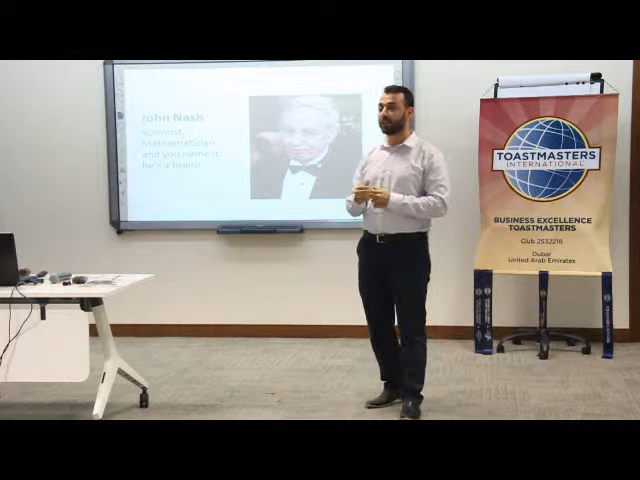 John Nash
Scientist,
Mathematician
and you name it,
he's a brain!
TOASTMASTERS
INTERNATIONAL
BUSINESS EXCELLENCE
TOASTMASTERS
Club 2532218
Dubai
United Arab Emirates